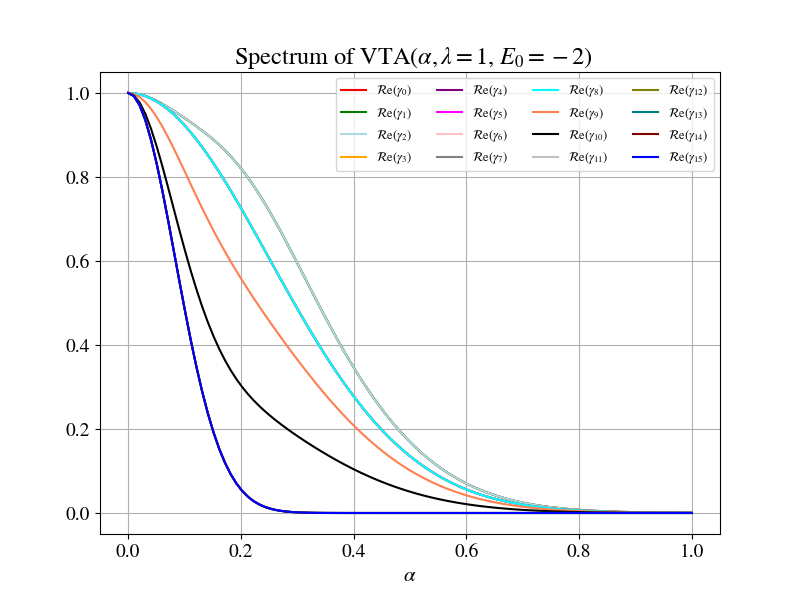 Spectrum of VTA(α, λ = 1, E₀ = −2)
ℛe(γ₀) ℛe(γ₄) ℛe(γ₈) ℛe(γ₁₂)
ℛe(γ₁) ℛe(γ₅) ℛe(γ₉) ℛe(γ₁₃)
ℛe(γ₂) ℛe(γ₆) ℛe(γ₁₀) ℛe(γ₁₄)
ℛe(γ₃) ℛe(γ₇) ℛe(γ₁₁) ℛe(γ₁₅)
1.0
0.8
0.6
0.4
0.2
0.0
0.0 0.2 0.4 0.6 0.8 1.0
α